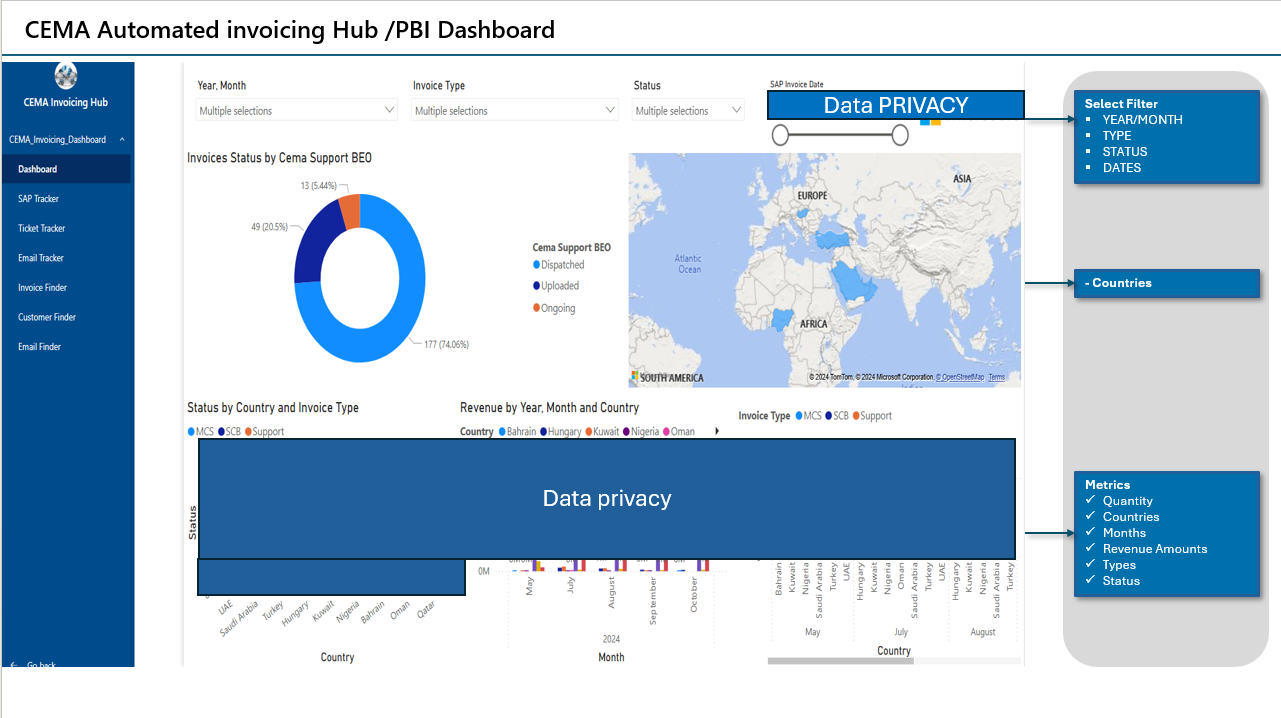 CEMA Automated invoicing Hub /PBI Dashboard
CEMA Invoicing Hub
CEMA_Invoicing_Dashboard
Dashboard
SAP Tracker
Ticket Tracker
Email Tracker
Invoice Finder
Customer Finder
Email Finder
Go back
Year, Month
Multiple selections
Invoice Type
Multiple selections
Status
Multiple selections
SAP Invoice Date
Data PRIVACY
Invoices Status by Cema Support BEO
13 (5.44%)
49 (20.5%)
177 (74.06%)
Cema Support BEO
Dispatched
Uploaded
Ongoing
ASIA
EUROPE
Atlantic
Ocean
AFRICA
SOUTH AMERICA
© 2024 TomTom, © 2024 Microsoft Corporation, © OpenStreetMap Terms
Status by Country and Invoice Type
MCS SCB Support
Revenue by Year, Month and Country
Country Bahrain Hungary Kuwait Nigeria Oman
Invoice Type MCS SCB Support
Data privacy
Status
UAE
Saudi Arabia
Turkey
Hungary
Kuwait
Nigeria
Bahrain
Oman
Qatar
Country
0M
May
July
August
September
October
2024
Month
Bahrain
Kuwait
Nigeria
Saudi Arabia
Turkey
UAE
Hungary
Kuwait
Nigeria
Oman
Saudi Arabia
Turkey
UAE
Hungary
Kuwait
Nigeria
Saudi Arabia
Turkey
May
July
August
Country
Select Filter
▪ YEAR/MONTH
▪ TYPE
▪ STATUS
▪ DATES
- Countries
Metrics
✓ Quantity
✓ Countries
✓ Months
✓ Revenue Amounts
✓ Types
✓ Status